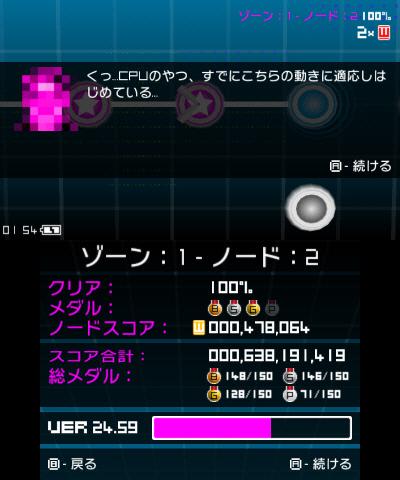 ゾーン：1 - ノード：2 100%
2× W
くっ…CPUのやつ、すでにこちらの動きに適応しは
じめている…
A - 続ける
01 54
ゾーン：1 - ノード：2
クリア： 100%
メダル： B S G P
ノードスコア： W 000,478,064
スコア合計： 000,638,191,419
総メダル： B 148/150 S 146/150
G 128/150 P 71/150
VER 24.59
B - 戻る A - 続ける